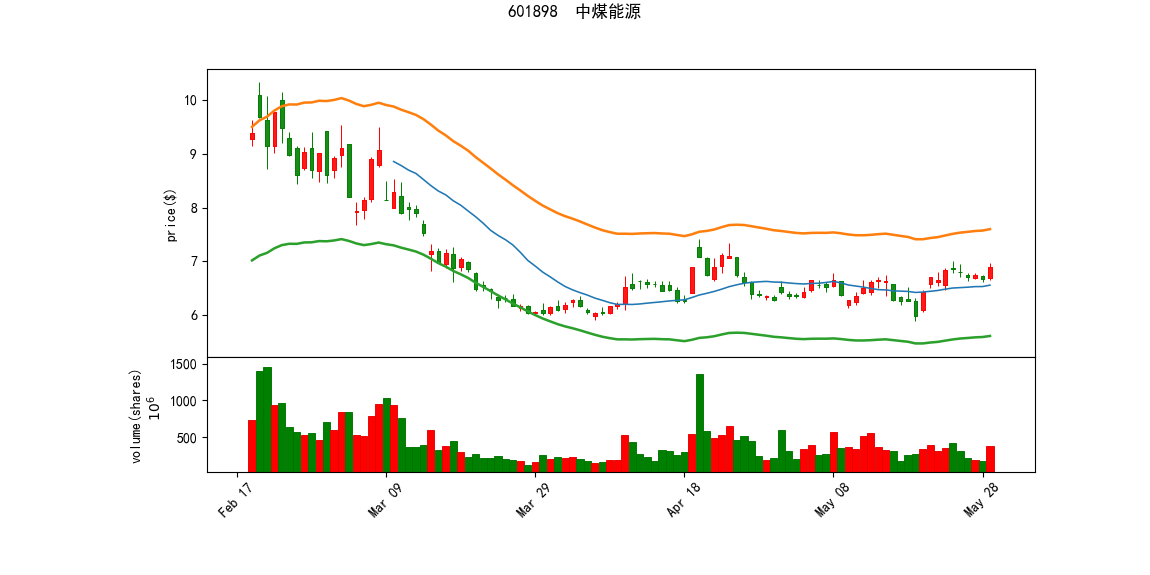 601898 中煤能源
price($)
10
9
8
7
6
volume(shares)
10^6
1500
1000
500
Feb 17
Mar 09
Mar 29
Apr 18
May 08
May 28